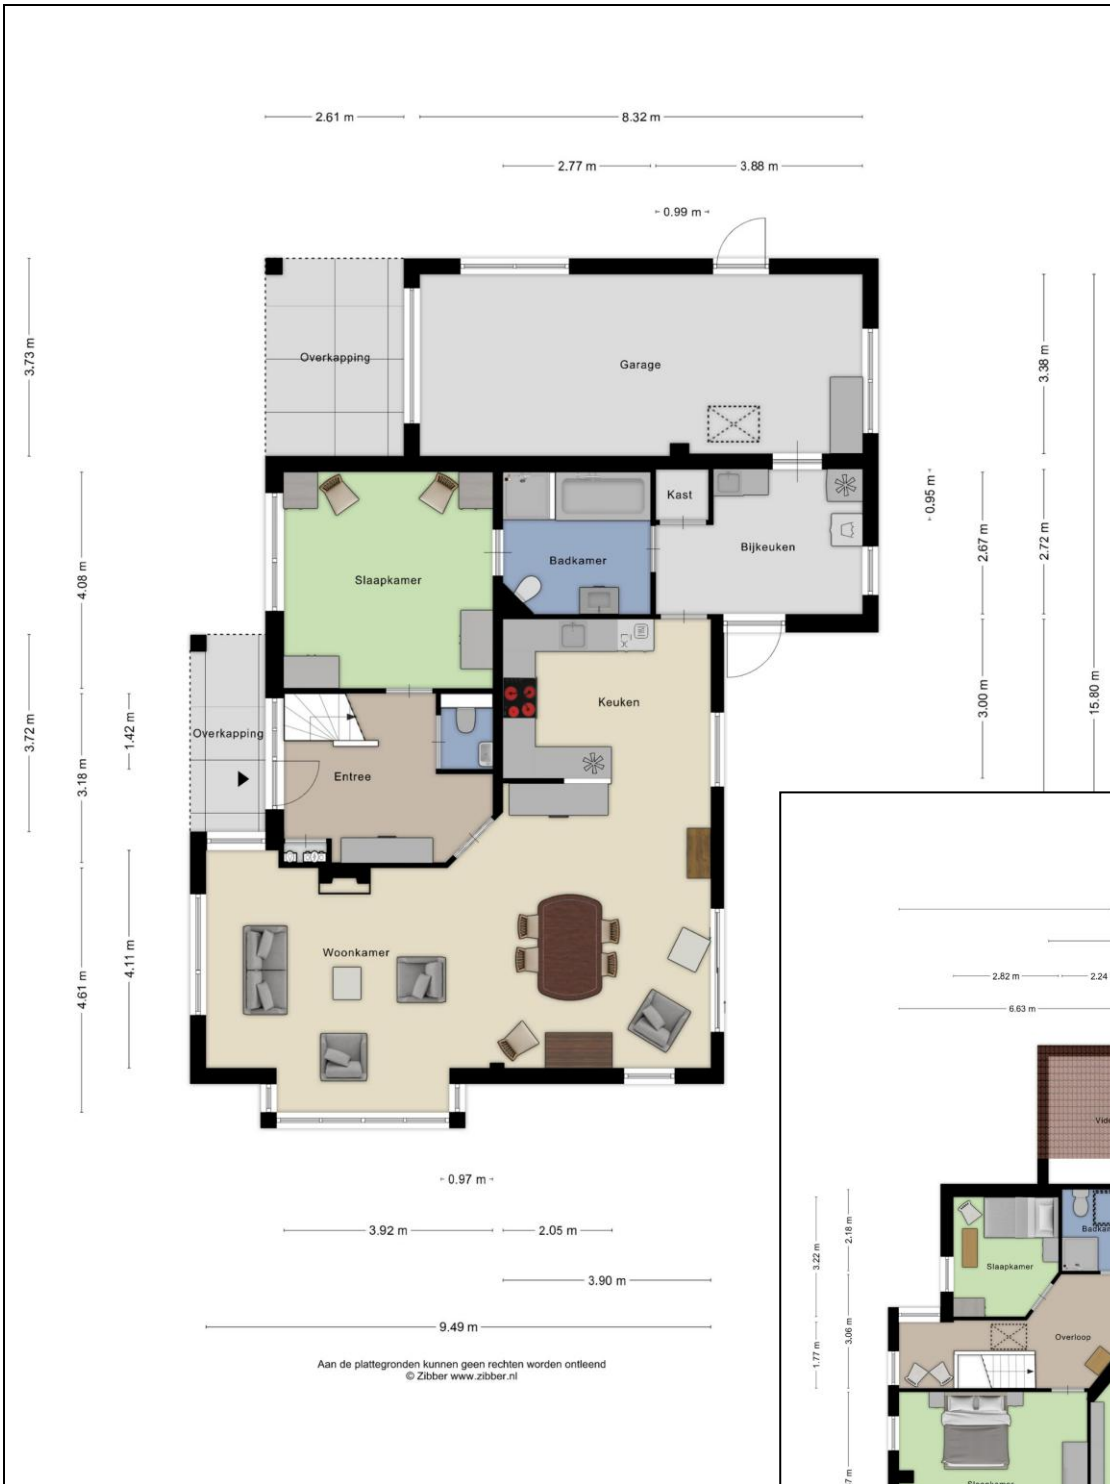 2.61 m
8.32 m
2.77 m
3.88 m
0.99 m
3.73 m
Overkapping
Garage
3.38 m
Kast
0.95 m
Slaapkamer
Badkamer
Bijkeuken
4.08 m
2.67 m
2.72 m
15.80 m
3.72 m
3.18 m
1.42 m
Overkapping
Entree
Keuken
3.00 m
4.61 m
4.11 m
Woonkamer
2.82 m
2.24
6.63 m
0.97 m
3.92 m
2.05 m
3.90 m
9.49 m
3.22 m
2.18 m
Slaapkamer
1.77 m
3.06 m
Overloop
Aan de plattegronden kunnen geen rechten worden ontleend
© Zibber www.zibber.nl